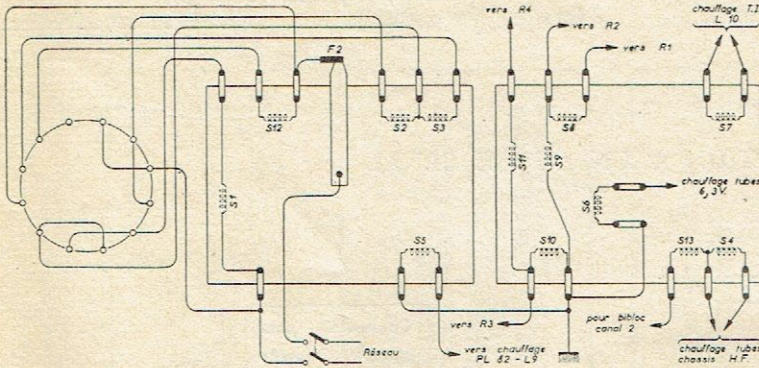 vers R4
vers R2
vers R1
chauffage T.I.
L 10
F2
S12
S2
S3
S8
S7
S1
S11
S9
S6
chauffage tubes
6,3V.
S5
S10
S13
S4
vers R3
pour bibloc
canal 2
Réseau
vers chauffage
PL 82 - L9
chauffage tubes
chassis H.F.